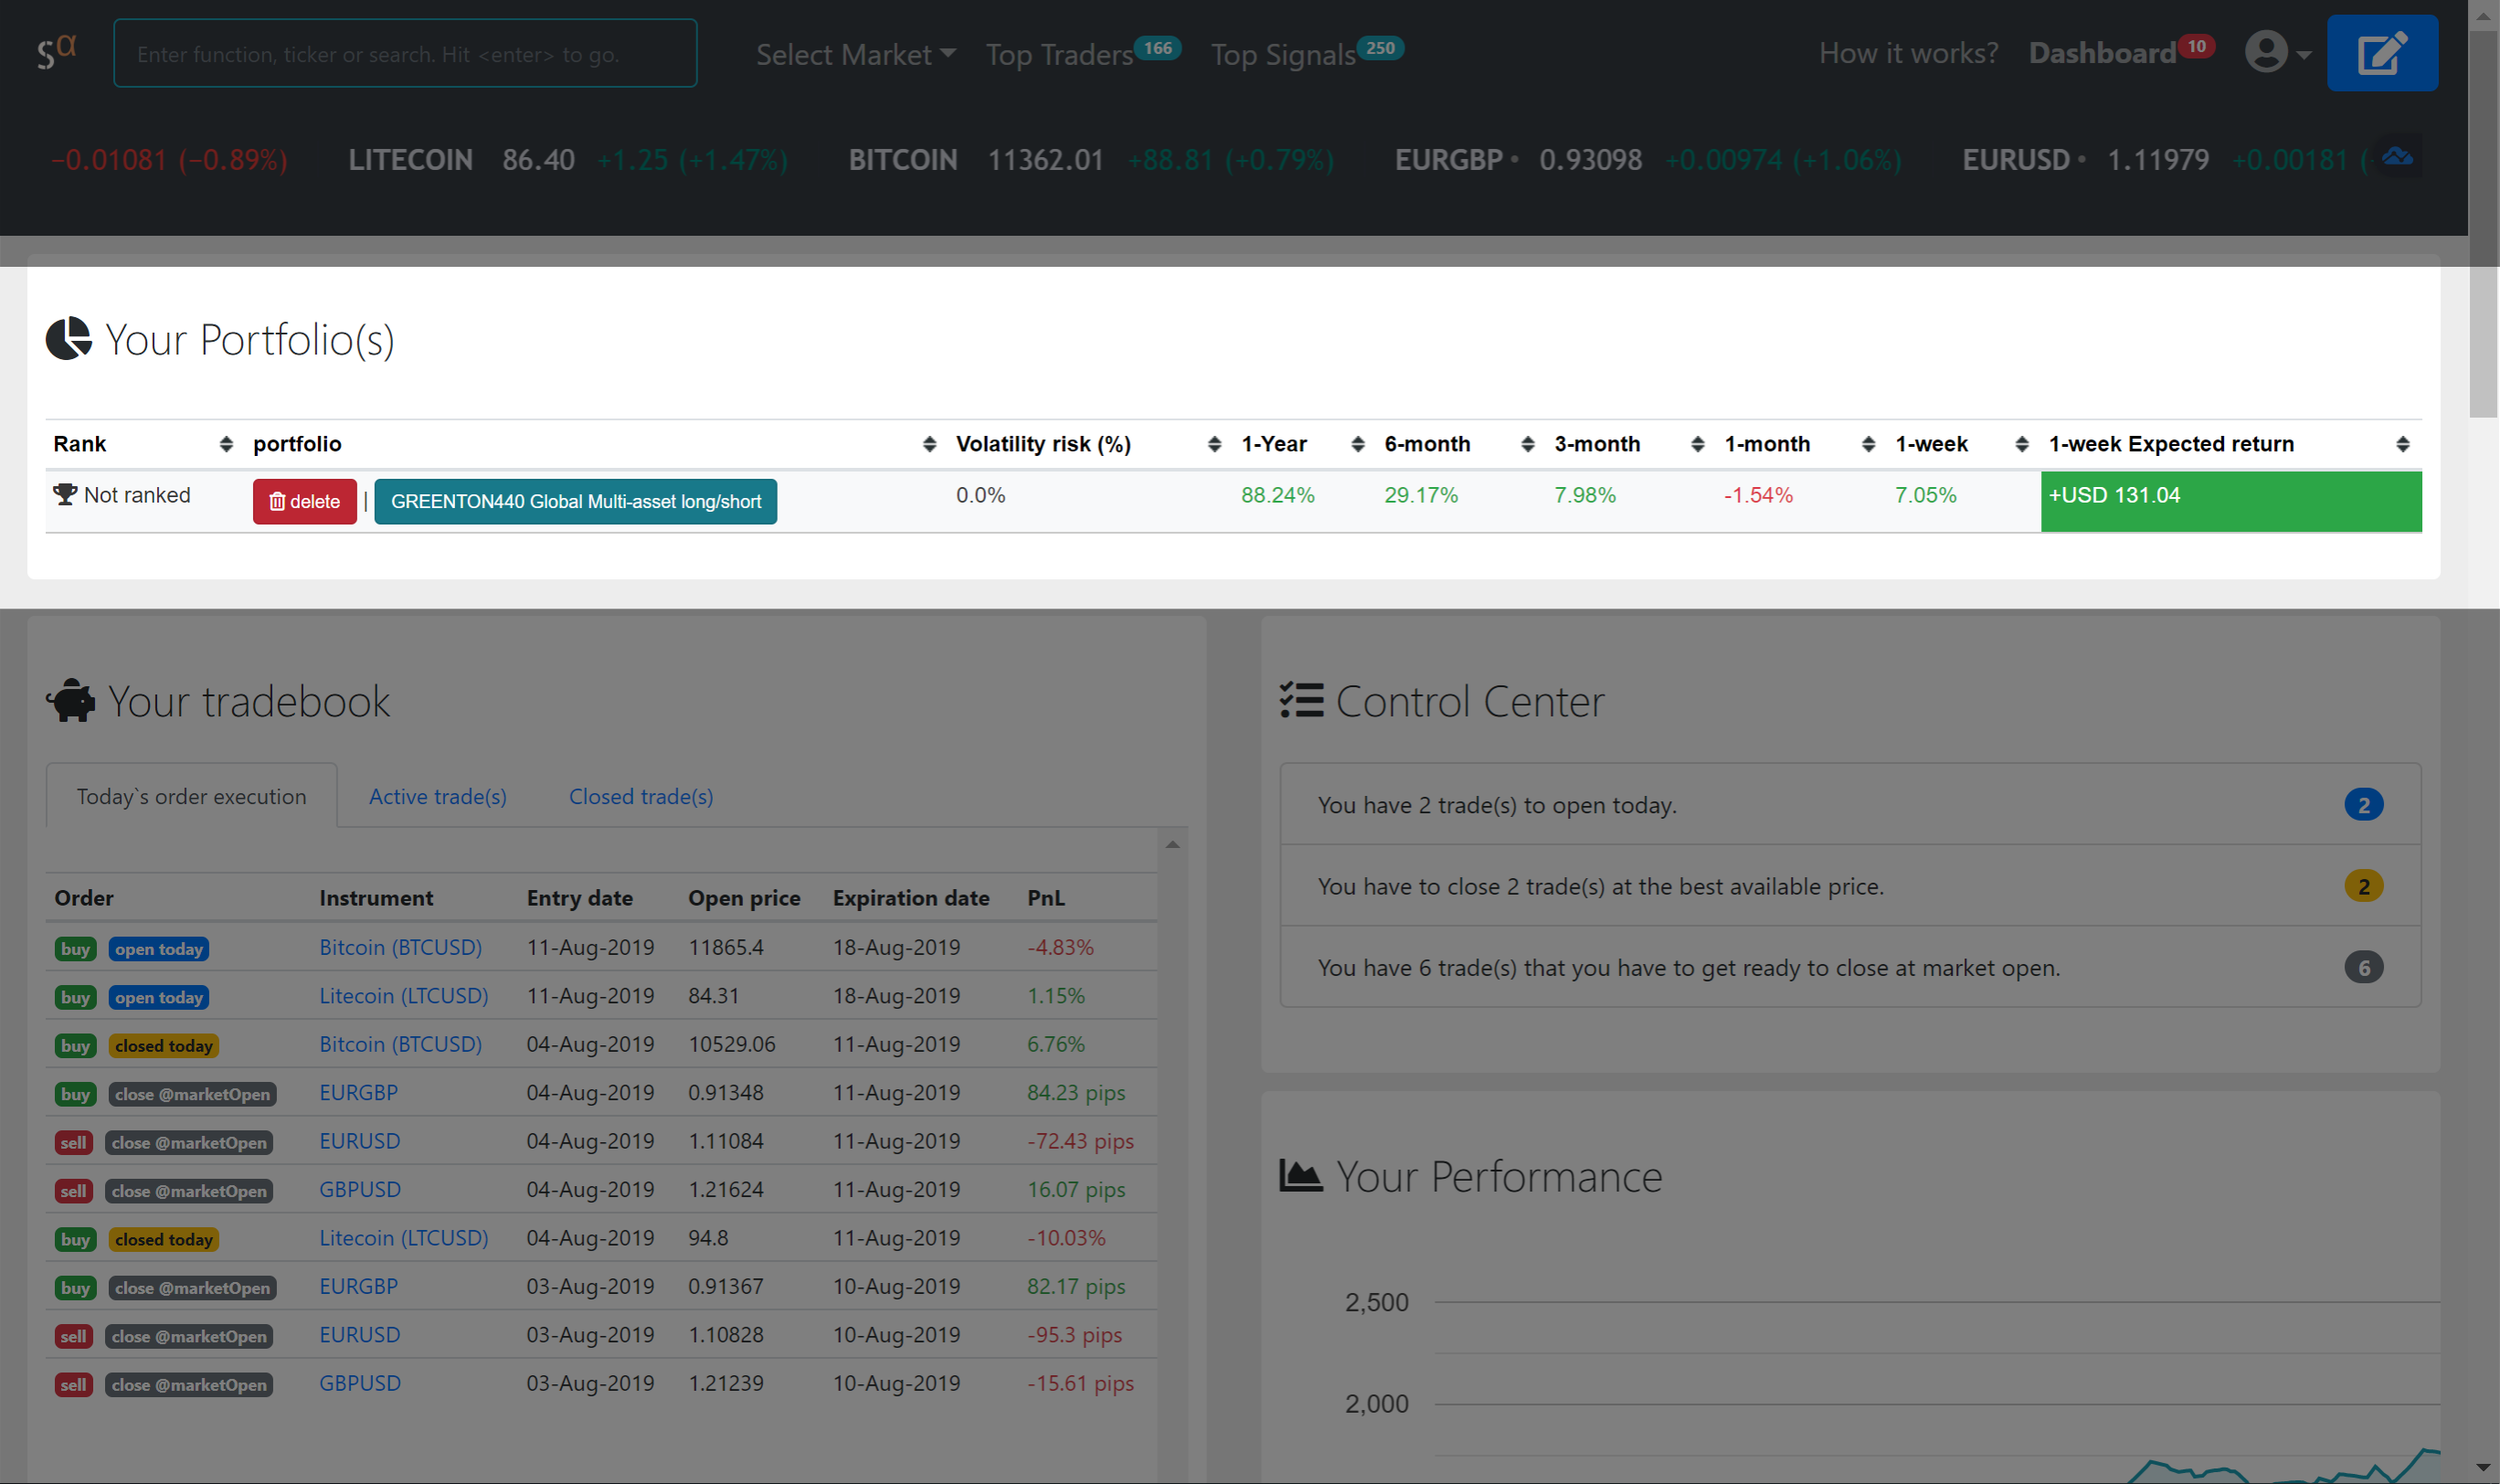 sα Enter function, ticker or search. Hit <enter> to go. Select Market Top Traders 166 Top Signals 250 How it works? Dashboard 10
−0.01081 (−0.89%) LITECOIN 86.40 +1.25 (+1.47%) BITCOIN 11362.01 +88.81 (+0.79%) EURGBP • 0.93098 +0.00974 (+1.06%) EURUSD • 1.11979 +0.00181 (
Your Portfolio(s)
Rank portfolio Volatility risk (%) 1-Year 6-month 3-month 1-month 1-week 1-week Expected return
Not ranked delete | GREENTON440 Global Multi-asset long/short 0.0% 88.24% 29.17% 7.98% -1.54% 7.05% +USD 131.04
Your tradebook
Today`s order execution Active trade(s) Closed trade(s)
Order Instrument Entry date Open price Expiration date PnL
buy open today Bitcoin (BTCUSD) 11-Aug-2019 11865.4 18-Aug-2019 -4.83%
buy open today Litecoin (LTCUSD) 11-Aug-2019 84.31 18-Aug-2019 1.15%
buy closed today Bitcoin (BTCUSD) 04-Aug-2019 10529.06 11-Aug-2019 6.76%
buy close @marketOpen EURGBP 04-Aug-2019 0.91348 11-Aug-2019 84.23 pips
sell close @marketOpen EURUSD 04-Aug-2019 1.11084 11-Aug-2019 -72.43 pips
sell close @marketOpen GBPUSD 04-Aug-2019 1.21624 11-Aug-2019 16.07 pips
buy closed today Litecoin (LTCUSD) 04-Aug-2019 94.8 11-Aug-2019 -10.03%
buy close @marketOpen EURGBP 03-Aug-2019 0.91367 10-Aug-2019 82.17 pips
sell close @marketOpen EURUSD 03-Aug-2019 1.10828 10-Aug-2019 -95.3 pips
sell close @marketOpen GBPUSD 03-Aug-2019 1.21239 10-Aug-2019 -15.61 pips
Control Center
You have 2 trade(s) to open today. 2
You have to close 2 trade(s) at the best available price. 2
You have 6 trade(s) that you have to get ready to close at market open. 6
Your Performance
2,500
2,000